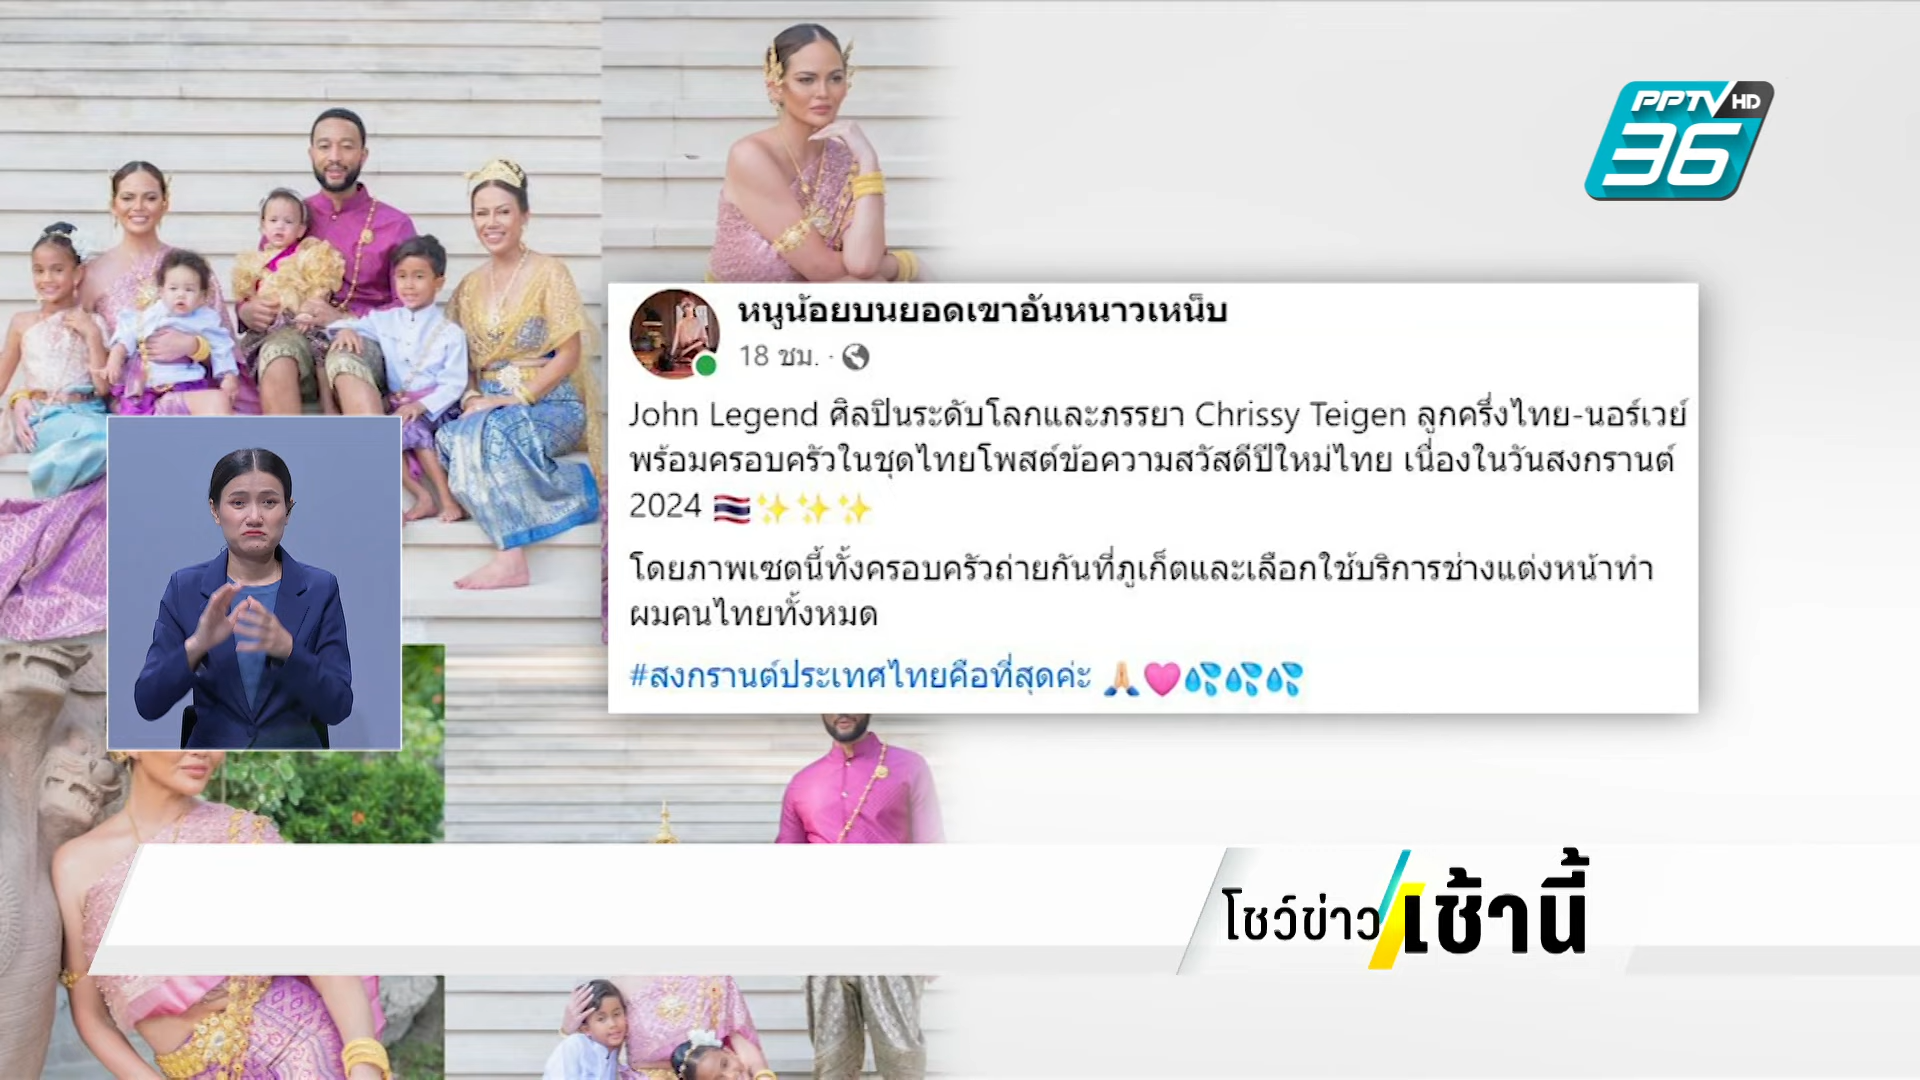 PPTV HD
36
หนูน้อยบนยอดเขาอันหนาวเหน็บ
18 ชม.
John Legend ศิลปินระดับโลกและภรรยา Chrissy Teigen ลูกครึ่งไทย-นอร์เวย์
พร้อมครอบครัวในชุดไทยโพสต์ข้อความสวัสดีปีใหม่ไทย เนื่องในวันสงกรานต์
2024 🇹🇭✨✨✨
โดยภาพเซตนี้ทั้งครอบครัวถ่ายกันที่ภูเก็ตและเลือกใช้บริการช่างแต่งหน้าทำ
ผมคนไทยทั้งหมด
#สงกรานต์ประเทศไทยคือที่สุดค่ะ 🙏🏼🩷💦💦💦
โชว์ข่าว เช้านี้